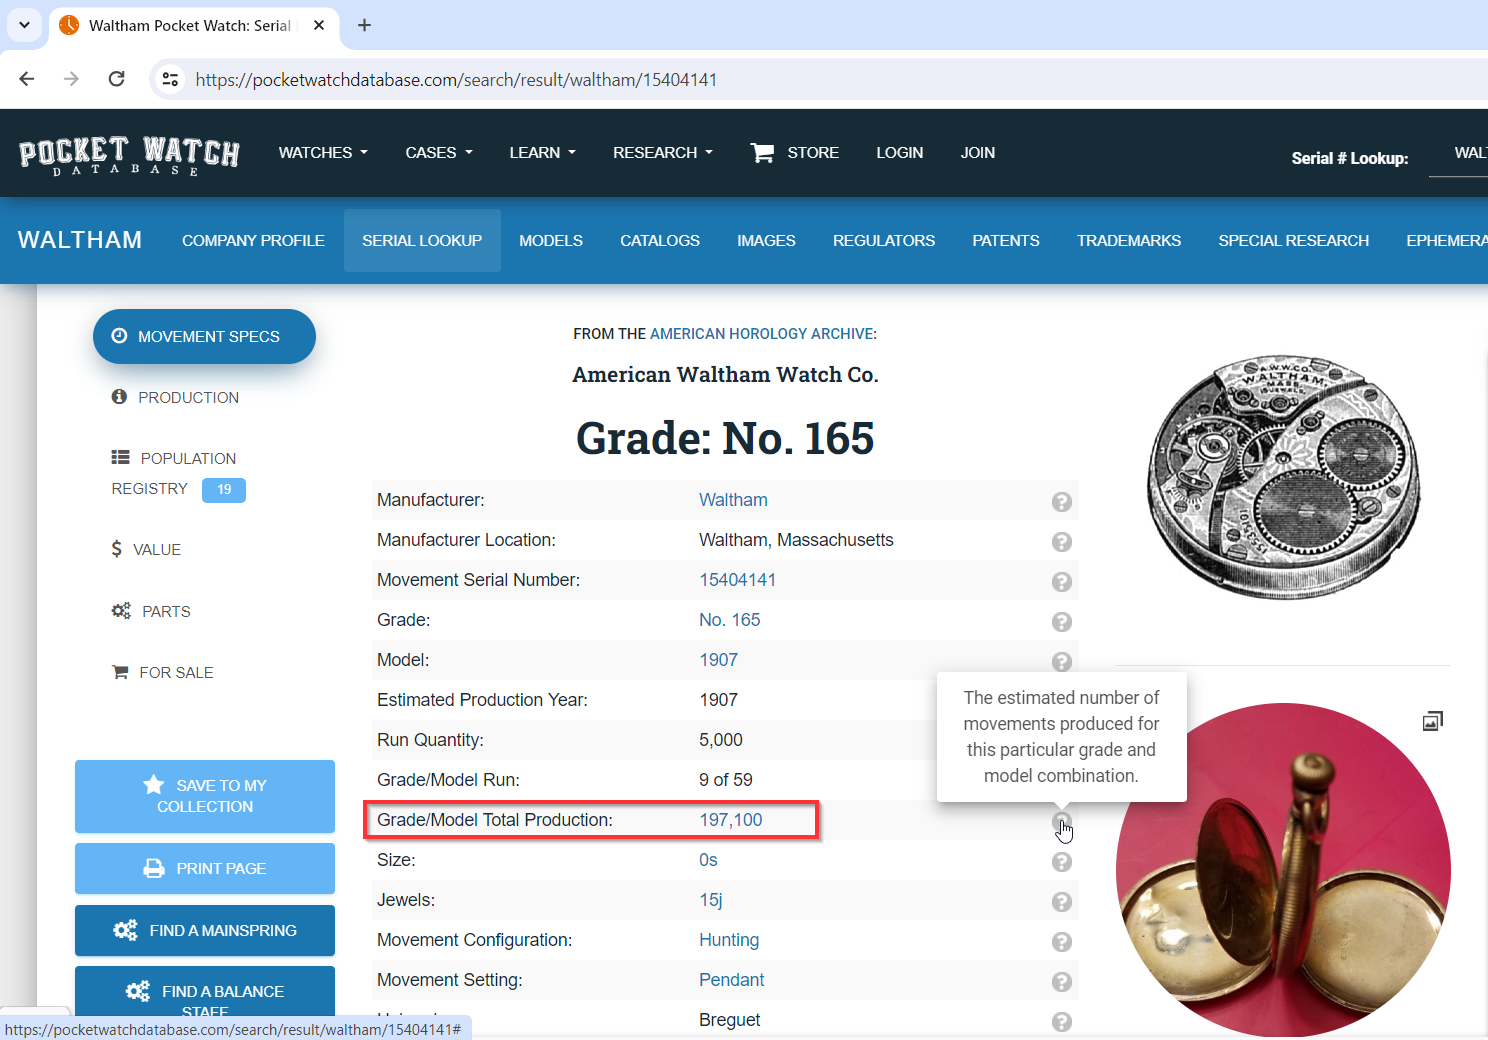 Waltham Pocket Watch: Serial
https://pocketwatchdatabase.com/search/result/waltham/15404141
POCKET WATCH
DATABASE
WATCHES
CASES
LEARN
RESEARCH
STORE
LOGIN
JOIN
Serial # Lookup:
WAL
WALTHAM
COMPANY PROFILE
SERIAL LOOKUP
MODELS
CATALOGS
IMAGES
REGULATORS
PATENTS
TRADEMARKS
SPECIAL RESEARCH
EPHEMERA
MOVEMENT SPECS
PRODUCTION
POPULATION
REGISTRY 19
VALUE
PARTS
FOR SALE
SAVE TO MY
COLLECTION
PRINT PAGE
FIND A MAINSPRING
FIND A BALANCE
STAFF
FROM THE AMERICAN HOROLOGY ARCHIVE:
American Waltham Watch Co.
Grade: No. 165
Manufacturer: Waltham
Manufacturer Location: Waltham, Massachusetts
Movement Serial Number: 15404141
Grade: No. 165
Model: 1907
Estimated Production Year: 1907
Run Quantity: 5,000
Grade/Model Run: 9 of 59
Grade/Model Total Production: 197,100
Size: 0s
Jewels: 15j
Movement Configuration: Hunting
Movement Setting: Pendant
Breguet
The estimated number of
movements produced for
this particular grade and
model combination.
A.W.W.CO.
WALTHAM,
MASS.
15 JEWELS.
https://pocketwatchdatabase.com/search/result/waltham/15404141#